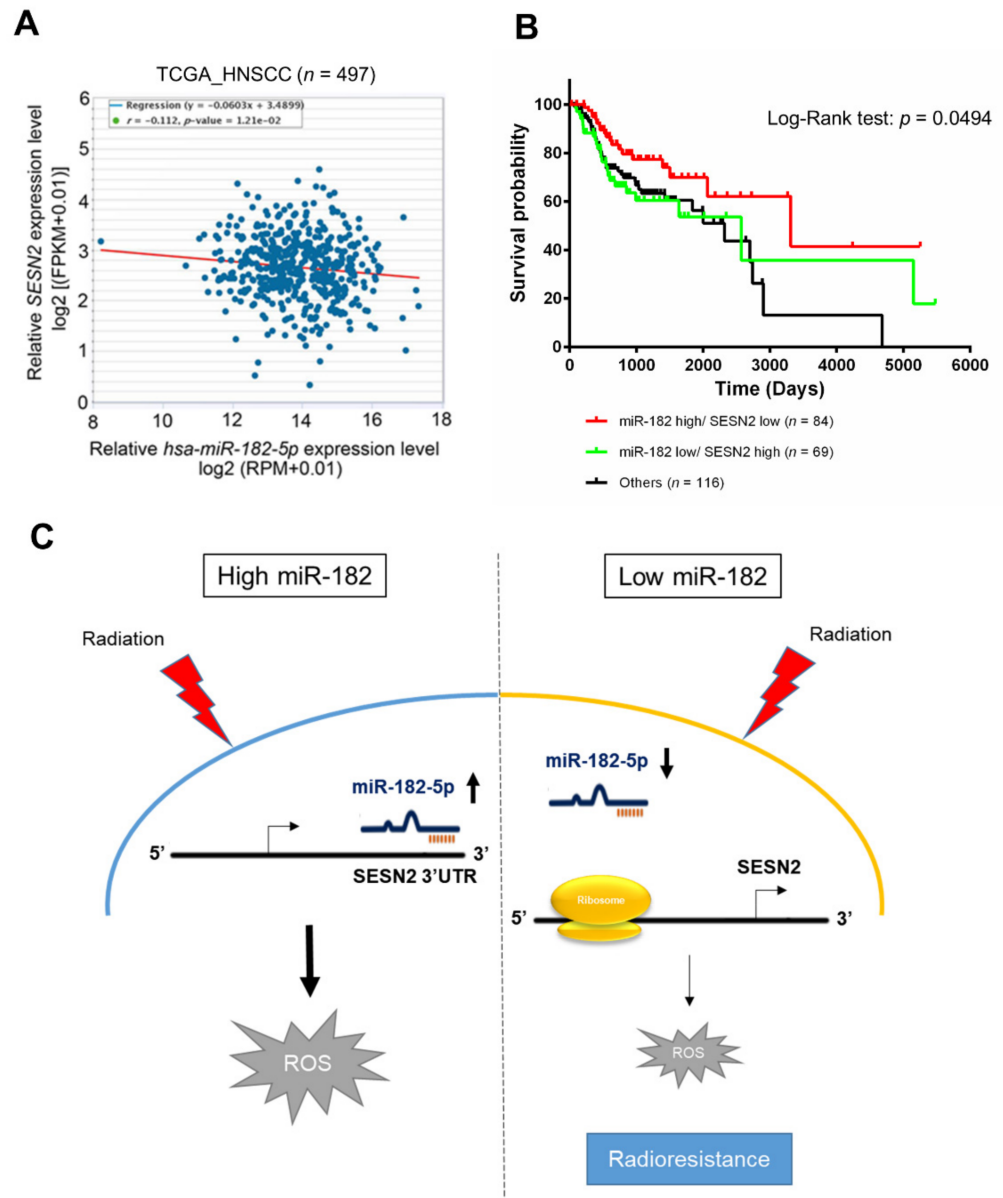 A
TCGA_HNSCC (n = 497)
Regression (y = −0.0603x + 3.4899)
r = −0.112, p-value = 1.21e−02
Relative SESN2 expression level
log2 [(FPKM+0.01)]
6
5
4
3
2
1
0
8
10
12
14
16
18
Relative hsa-miR-182-5p expression level
log2 (RPM+0.01)
B
Log-Rank test: p = 0.0494
Survival probability
100
80
60
40
20
0
0
1000
2000
3000
4000
5000
6000
Time (Days)
miR-182 high/ SESN2 low (n = 84)
miR-182 low/ SESN2 high (n = 69)
Others (n = 116)
C
High miR-182
Radiation
miR-182-5p
5’
3’
SESN2 3’UTR
ROS
Low miR-182
Radiation
miR-182-5p
SESN2
Ribosome
5’
3’
ROS
Radioresistance